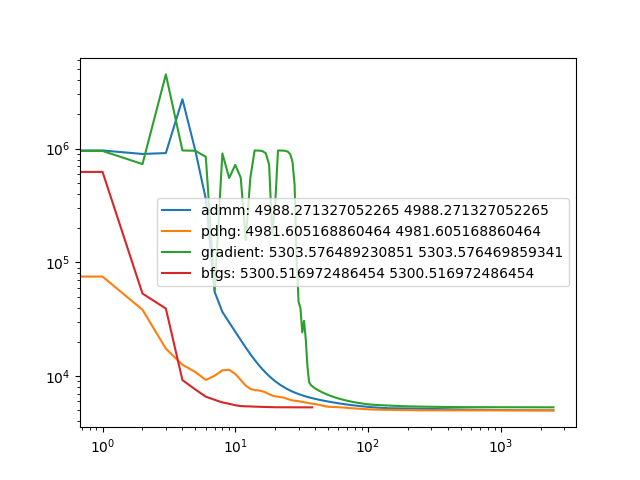 10⁶
10⁵
10⁴
admm: 4988.271327052265 4988.271327052265
pdhg: 4981.605168860464 4981.605168860464
gradient: 5303.576489230851 5303.576469859341
bfgs: 5300.516972486454 5300.516972486454
10⁰ 10¹ 10² 10³